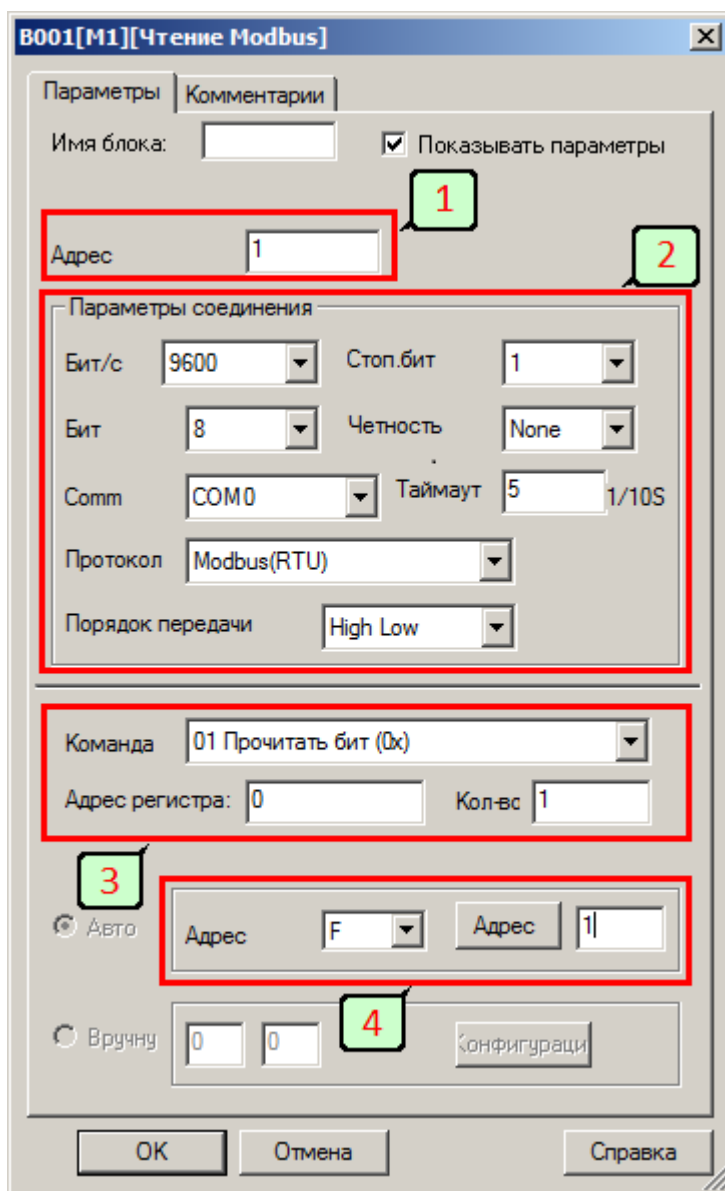 B001[M1][Чтение Modbus]
Параметры Комментарии
Имя блока: Показывать параметры
1
Адрес 1
2
Параметры соединения
Бит/с 9600 Стоп.бит 1
Бит 8 Четность None
Comm COM0 Таймаут 5 1/10S
Протокол Modbus(RTU)
Порядок передачи High Low
Команда 01 Прочитать бит (0x)
Адрес регистра: 0 Кол-вс 1
3
Авто Адрес F Адрес 1
4
Вручну 0 0 Конфигураци
OK Отмена Справка